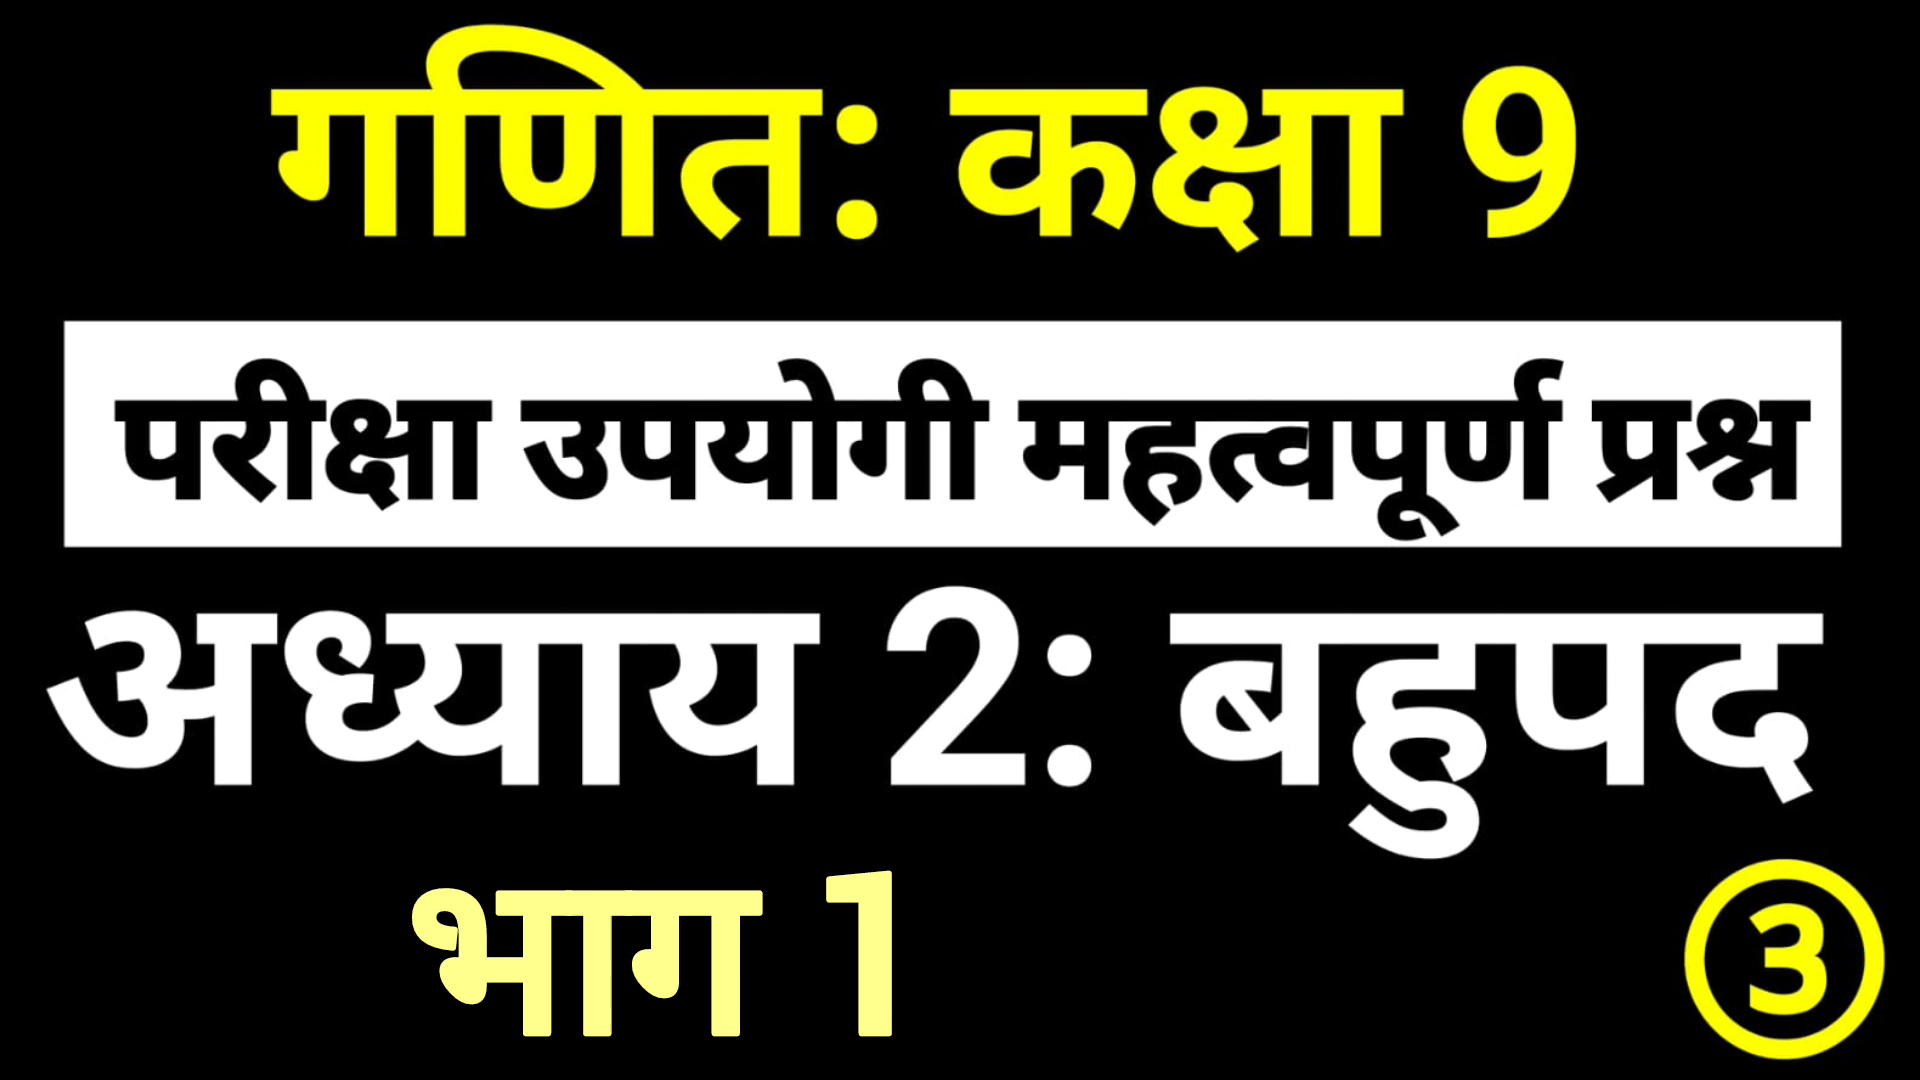 गणित: कक्षा 9
परीक्षा उपयोगी महत्वपूर्ण प्रश्न
अध्याय 2: बहुपद
भाग 1
3